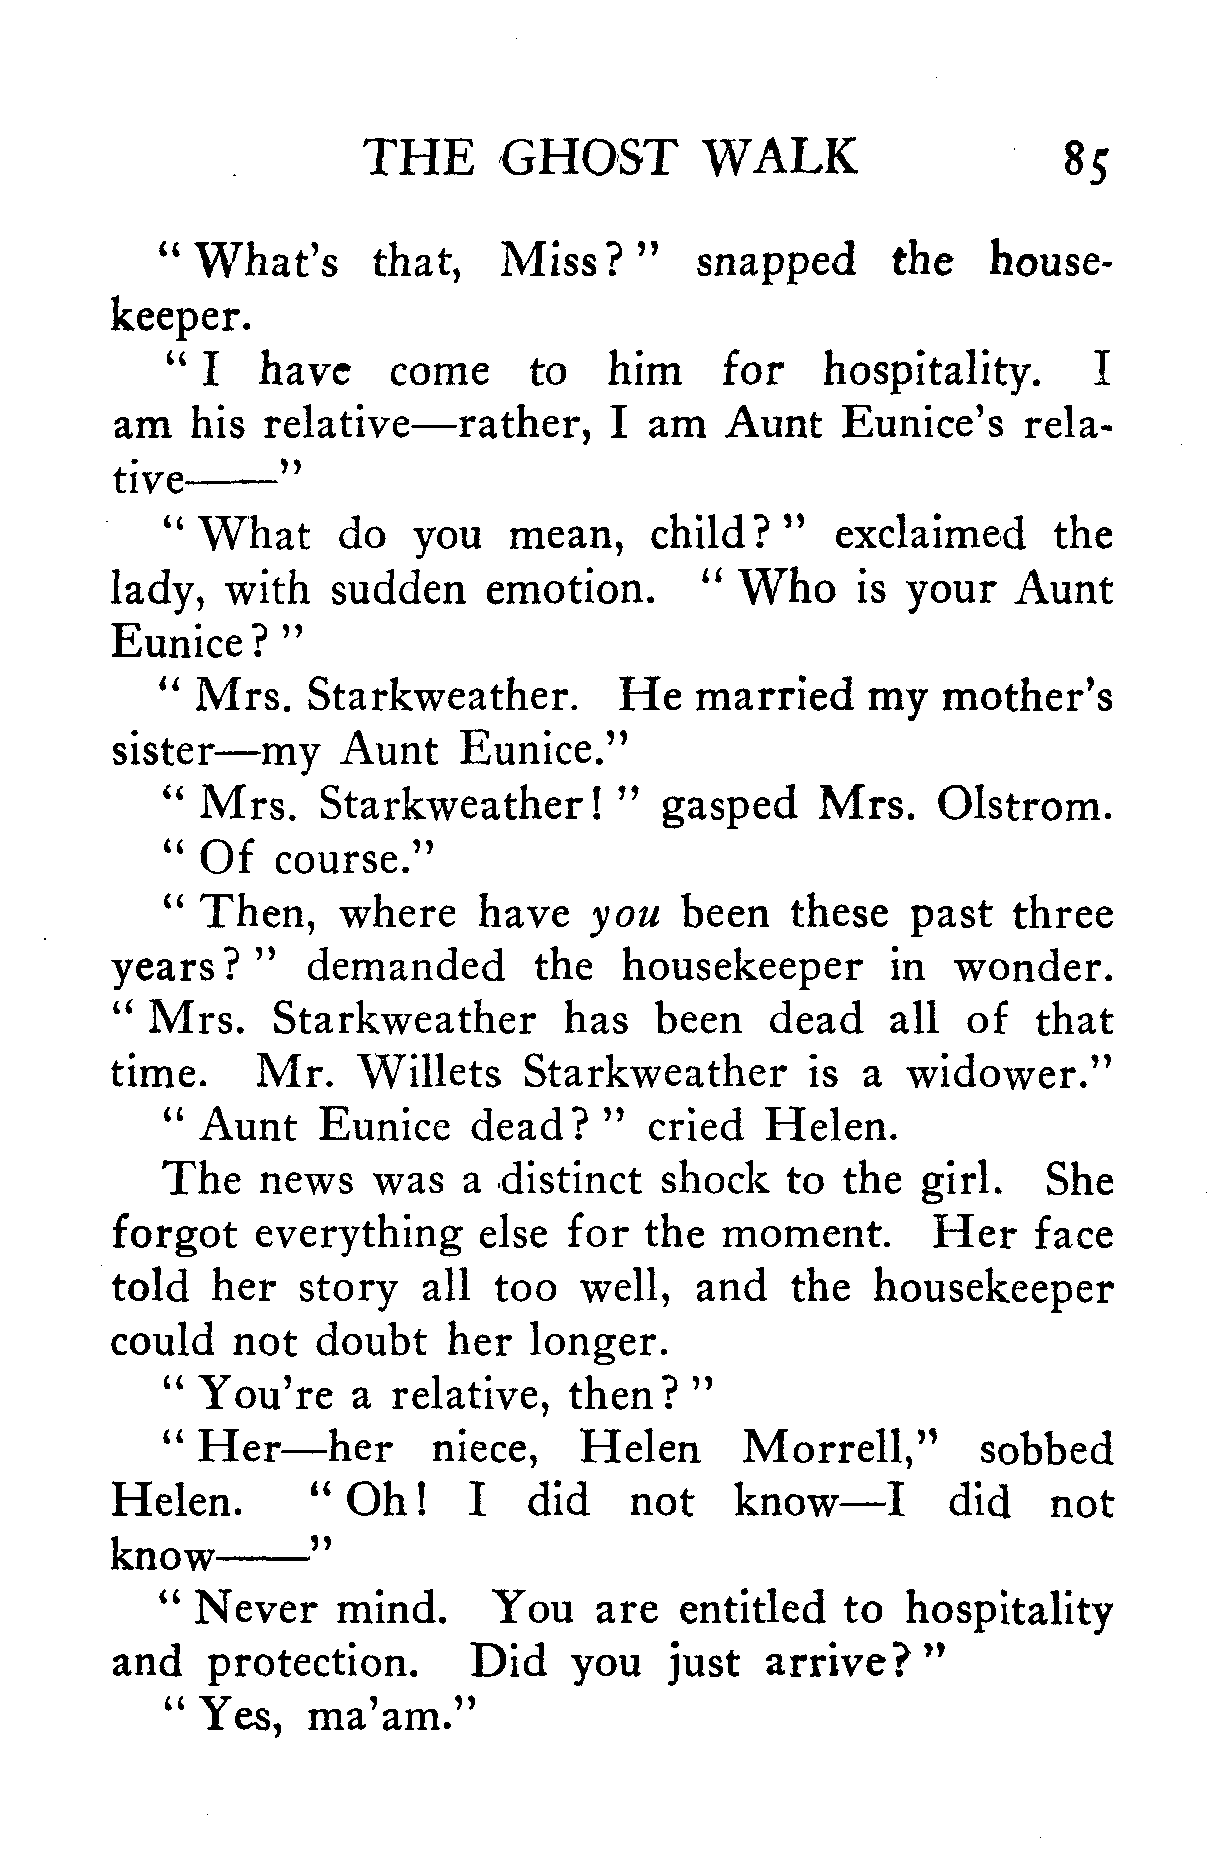 THE GHOST WALK 85
" What's that, Miss? " snapped the house-
keeper.
" I have come to him for hospitality. I
am his relative—rather, I am Aunt Eunice's rela-
tive——"
" What do you mean, child? " exclaimed the
lady, with sudden emotion. " Who is your Aunt
Eunice? "
" Mrs. Starkweather. He married my mother's
sister—my Aunt Eunice."
" Mrs. Starkweather! " gasped Mrs. Olstrom.
" Of course."
" Then, where have you been these past three
years? " demanded the housekeeper in wonder.
" Mrs. Starkweather has been dead all of that
time. Mr. Willets Starkweather is a widower."
" Aunt Eunice dead? " cried Helen.
The news was a distinct shock to the girl. She
forgot everything else for the moment. Her face
told her story all too well, and the housekeeper
could not doubt her longer.
" You're a relative, then? "
" Her—her niece, Helen Morrell," sobbed
Helen. " Oh! I did not know—I did not
know——"
" Never mind. You are entitled to hospitality
and protection. Did you just arrive? "
" Yes, ma'am."